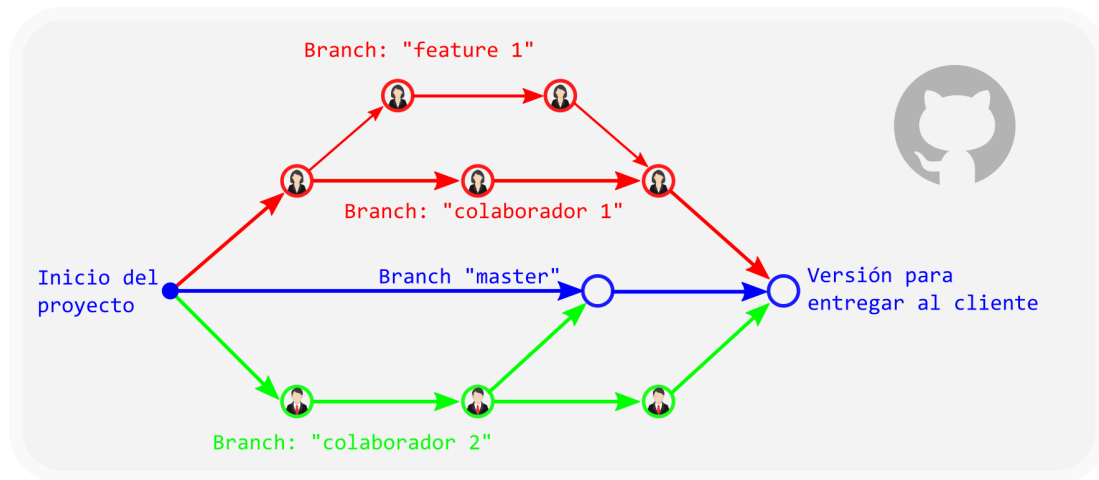 Branch: "feature 1"
Branch: "colaborador 1"
Inicio del
proyecto
Branch "master"
Versión para
entregar al cliente
Branch: "colaborador 2"